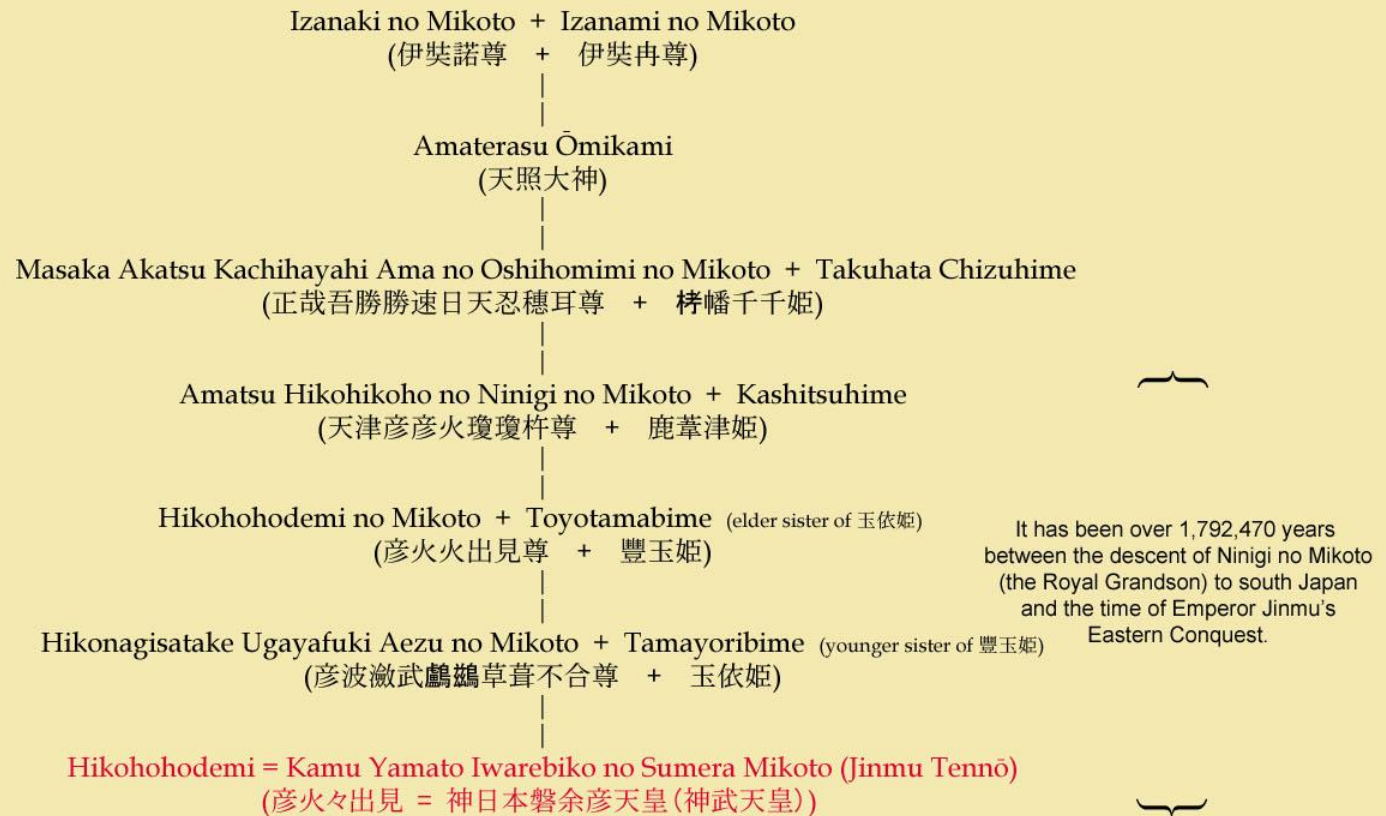 Izanaki no Mikoto + Izanami no Mikoto
(伊奘諾尊 + 伊奘冉尊)
Amaterasu Ōmikami
(天照大神)
Masaka Akatsu Kachihayahi Ama no Oshihomimi no Mikoto + Takuhata Chizuhime
(正哉吾勝勝速日天忍穗耳尊 + 栲幡千千姫)
Amatsu Hikohikoho no Ninigi no Mikoto + Kashitsuhime
(天津彦彦火瓊瓊杵尊 + 鹿葦津姫)
Hikohohodemi no Mikoto + Toyotamabime (elder sister of 玉依姫)
(彦火火出見尊 + 豐玉姫)
It has been over 1,792,470 years
between the descent of Ninigi no Mikoto
(the Royal Grandson) to south Japan
and the time of Emperor Jinmu's
Eastern Conquest.
Hikonagisatake Ugayafuki Aezu no Mikoto + Tamayoribime (younger sister of 豐玉姫)
(彦波瀲武鸕鷀草葺不合尊 + 玉依姫)
Hikohohodemi = Kamu Yamato Iwarebiko no Sumera Mikoto (Jinmu Tennō)
(彦火々出見 = 神日本磐余彦天皇(神武天皇))